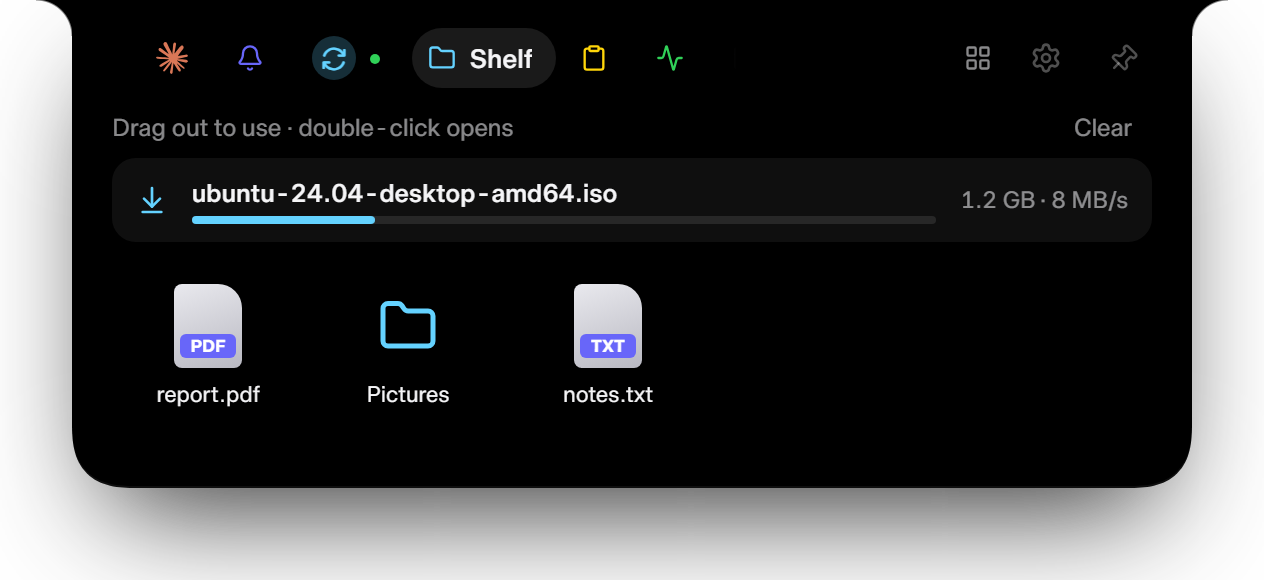 Shelf
Drag out to use · double-click opens
Clear
ubuntu-24.04-desktop-amd64.iso
1.2 GB · 8 MB/s
PDF
TXT
report.pdf
Pictures
notes.txt